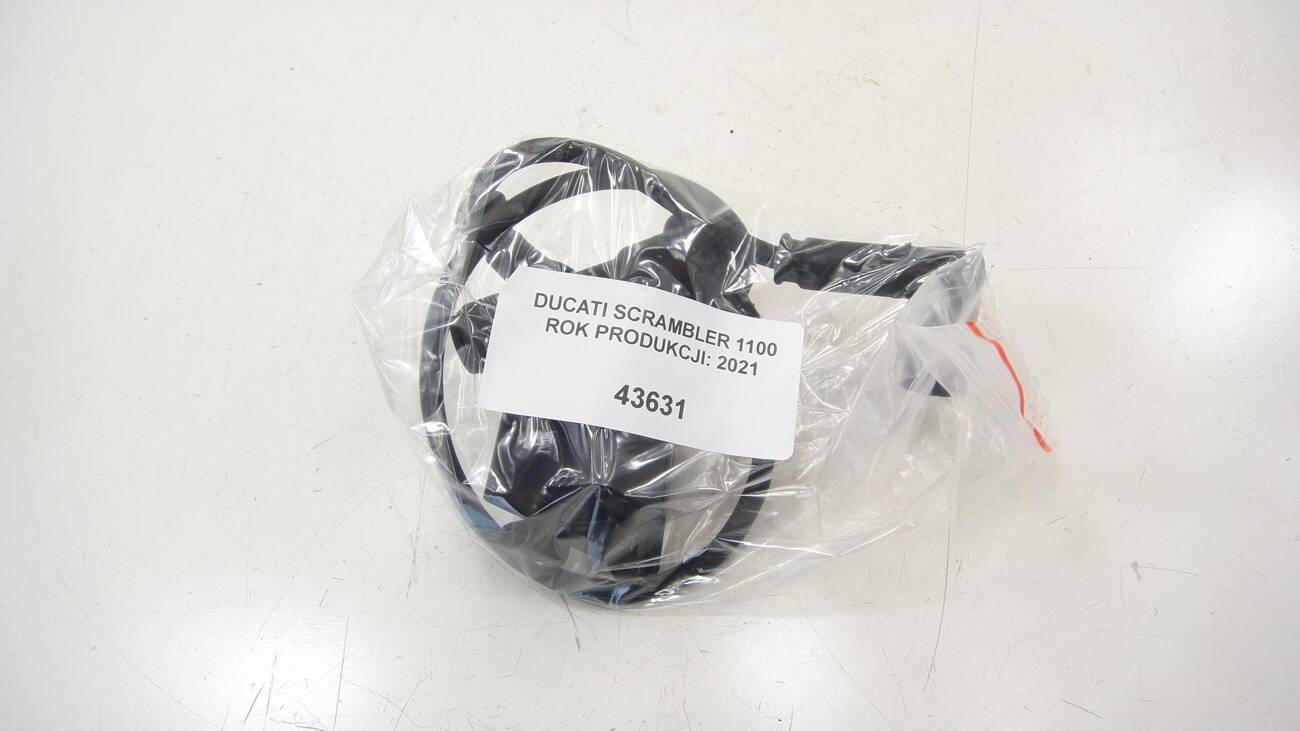 DUCATI SCRAMBLER 1100
ROK PRODUKCJI: 2021
43631